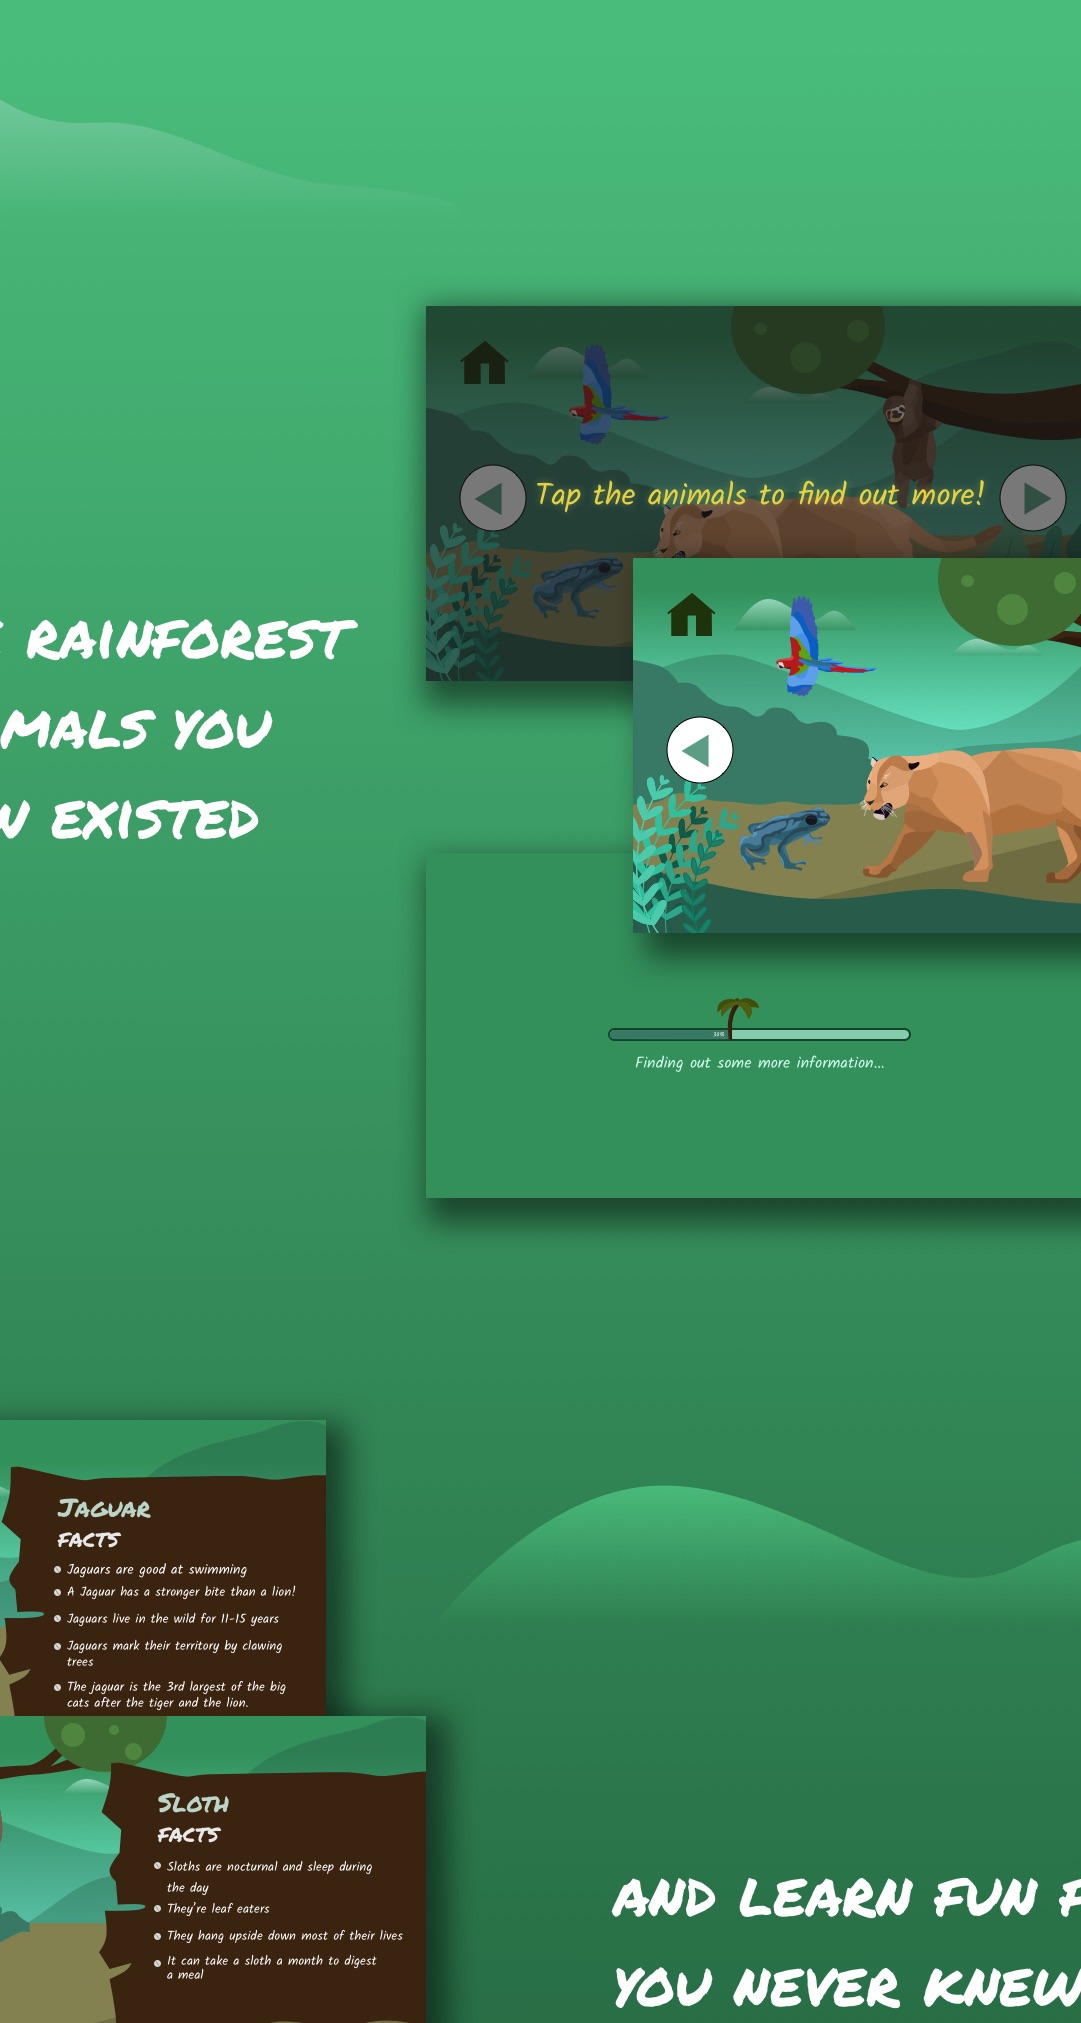 Tap the animals to find out more!
RAINFOREST
MALS YOU
EXISTED
Finding out some more information...
JAGUAR
FACTS
Jaguars are good at swimming
A Jaguar has a stronger bite than a lion!
Jaguars live in the wild for 11-15 years
Jaguars mark their territory by clawing
trees
The jaguar is the 3rd largest of the big
cats after the tiger and the lion.
SLOTH
FACTS
Sloths are nocturnal and sleep during
the day
They're leaf eaters
They hang upside down most of their lives
It can take a sloth a month to digest
a meal
AND LEARN FUN F
YOU NEVER KNEW